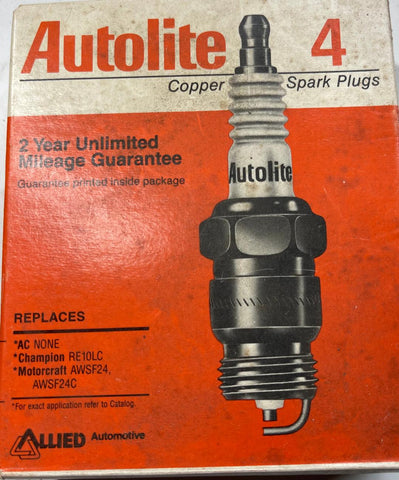 Autolite 4
Copper Spark Plugs
2 Year Unlimited
Mileage Guarantee
Guarantee printed inside package
Autolite
REPLACES
*AC NONE
*Champion RE10LC
*Motorcraft AWSF24,
AWSF24C
*For exact application refer to Catalog.
ALLIED Automotive